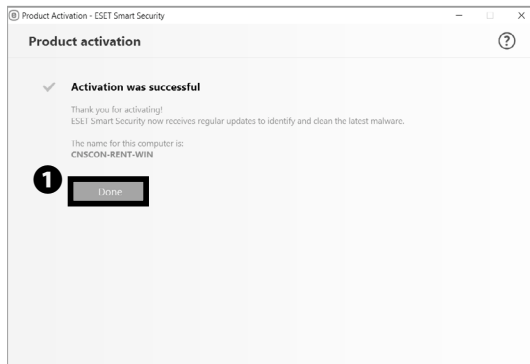 Product Activation - ESET Smart Security
Product activation
?
Activation was successful
Thank you for activating!
ESET Smart Security now receives regular updates to identify and clean the latest malware.
The name for this computer is:
CNSCON-RENT-WIN
1
Done